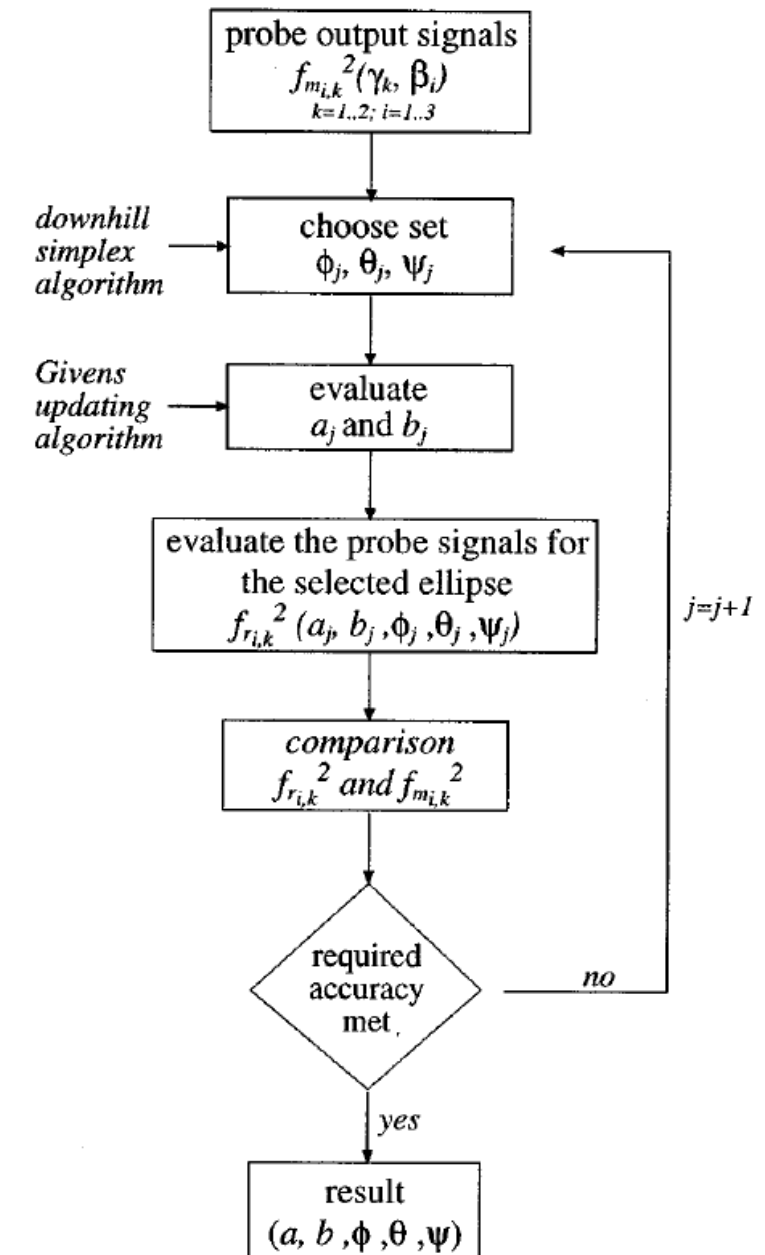 probe output signals
f_{m_{i,k}}^2(γ_k, β_i)
k=1..2; i=1..3
downhill
simplex
algorithm
choose set
ϕ_j, θ_j, ψ_j
Givens
updating
algorithm
evaluate
a_j and b_j
evaluate the probe signals for
the selected ellipse
f_{r_{i,k}}^2 (a_j, b_j ,ϕ_j ,θ_j ,ψ_j)
j=j+1
comparison
f_{r_{i,k}}^2 and f_{m_{i,k}}^2
required
accuracy
met
no
yes
result
(a, b ,ϕ ,θ ,ψ)